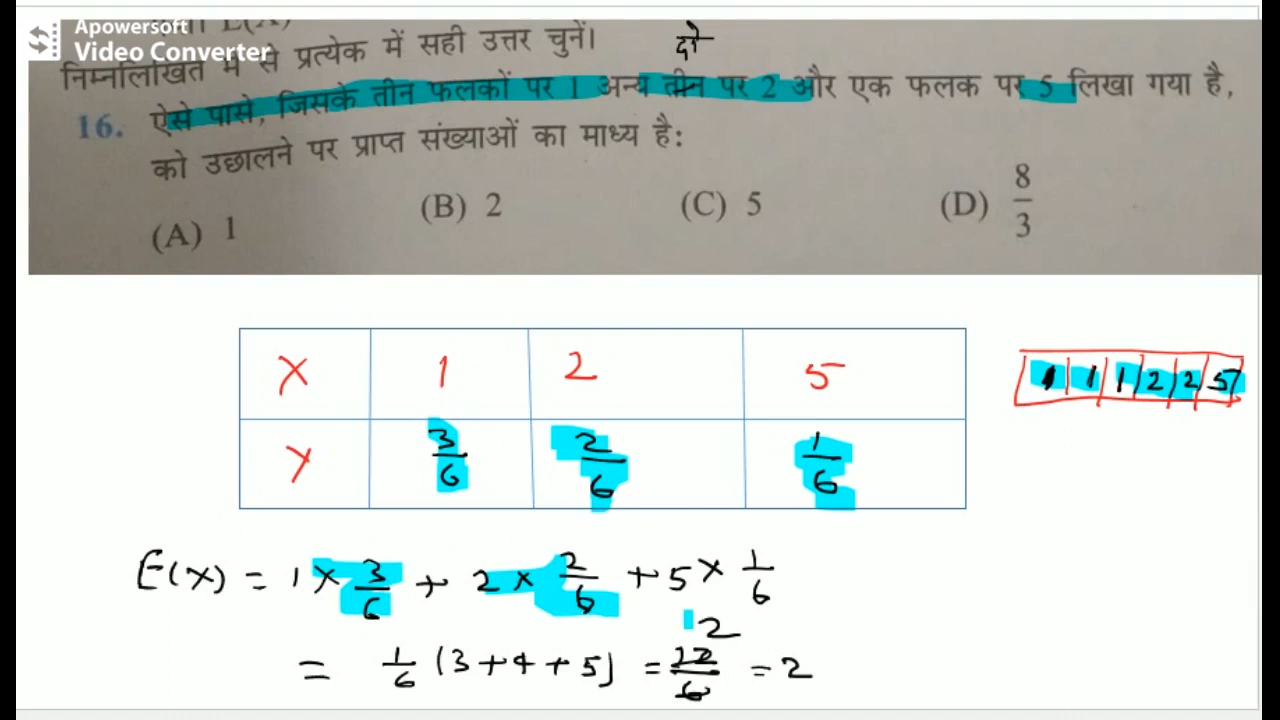 Apowersoft
Video Converter
E(X)
निम्नलिखित में से प्रत्येक में सही उत्तर चुनें।
दो
16. ऐसे पासे, जिसके तीन फलकों पर 1 अन्य तीन पर 2 और एक फलक पर 5 लिखा गया है,
को उछालने पर प्राप्त संख्याओं का माध्य है:
(A) 1 (B) 2 (C) 5 (D) 8/3
X 1 2 5
1 1 1 2 2 5
Y 3/6 2/6 1/6
E(X) = 1 × 3/6 + 2 × 2/6 + 5 × 1/6
2
= 1/6 (3+4+5) = 12/6 = 2